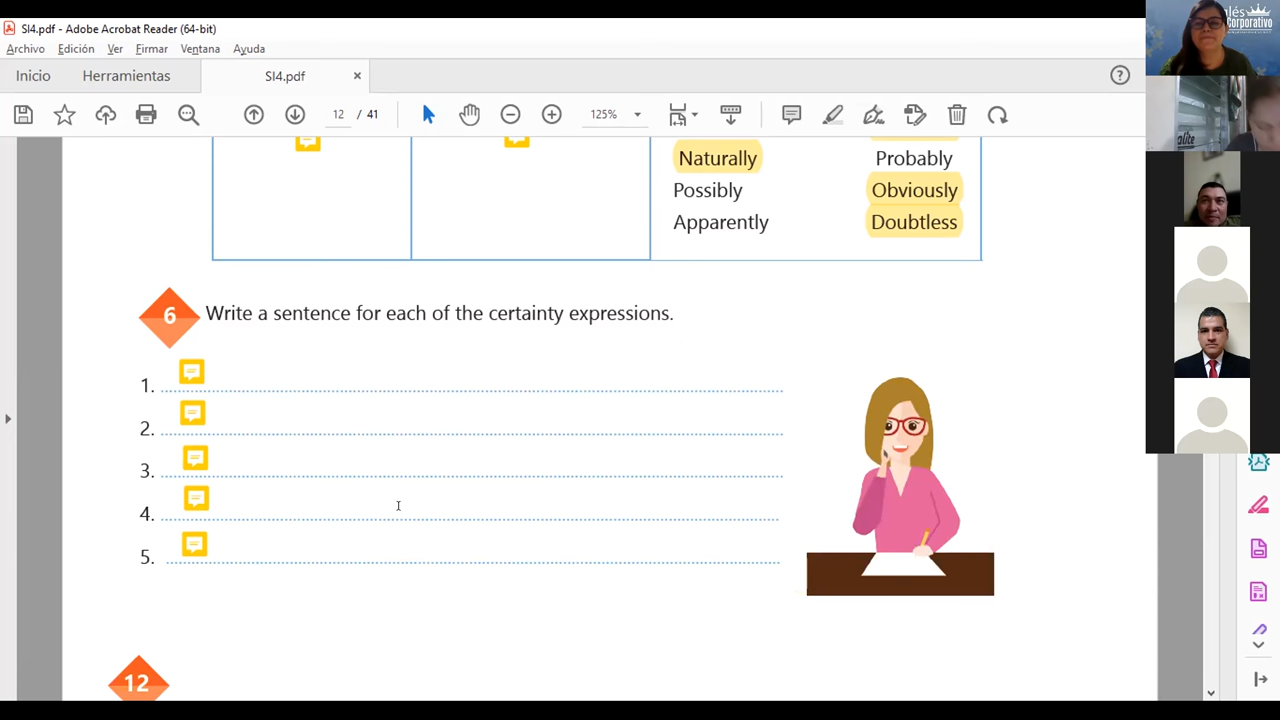 SI4.pdf - Adobe Acrobat Reader (64-bit)
Archivo Edición Ver Firmar Ventana Ayuda
Inicio Herramientas SI4.pdf × ?
12 / 41 125%
Naturally Probably
Possibly Obviously
Apparently Doubtless
6 Write a sentence for each of the certainty expressions.
1.
2.
3.
4.
5.
12
lés
Corporativo